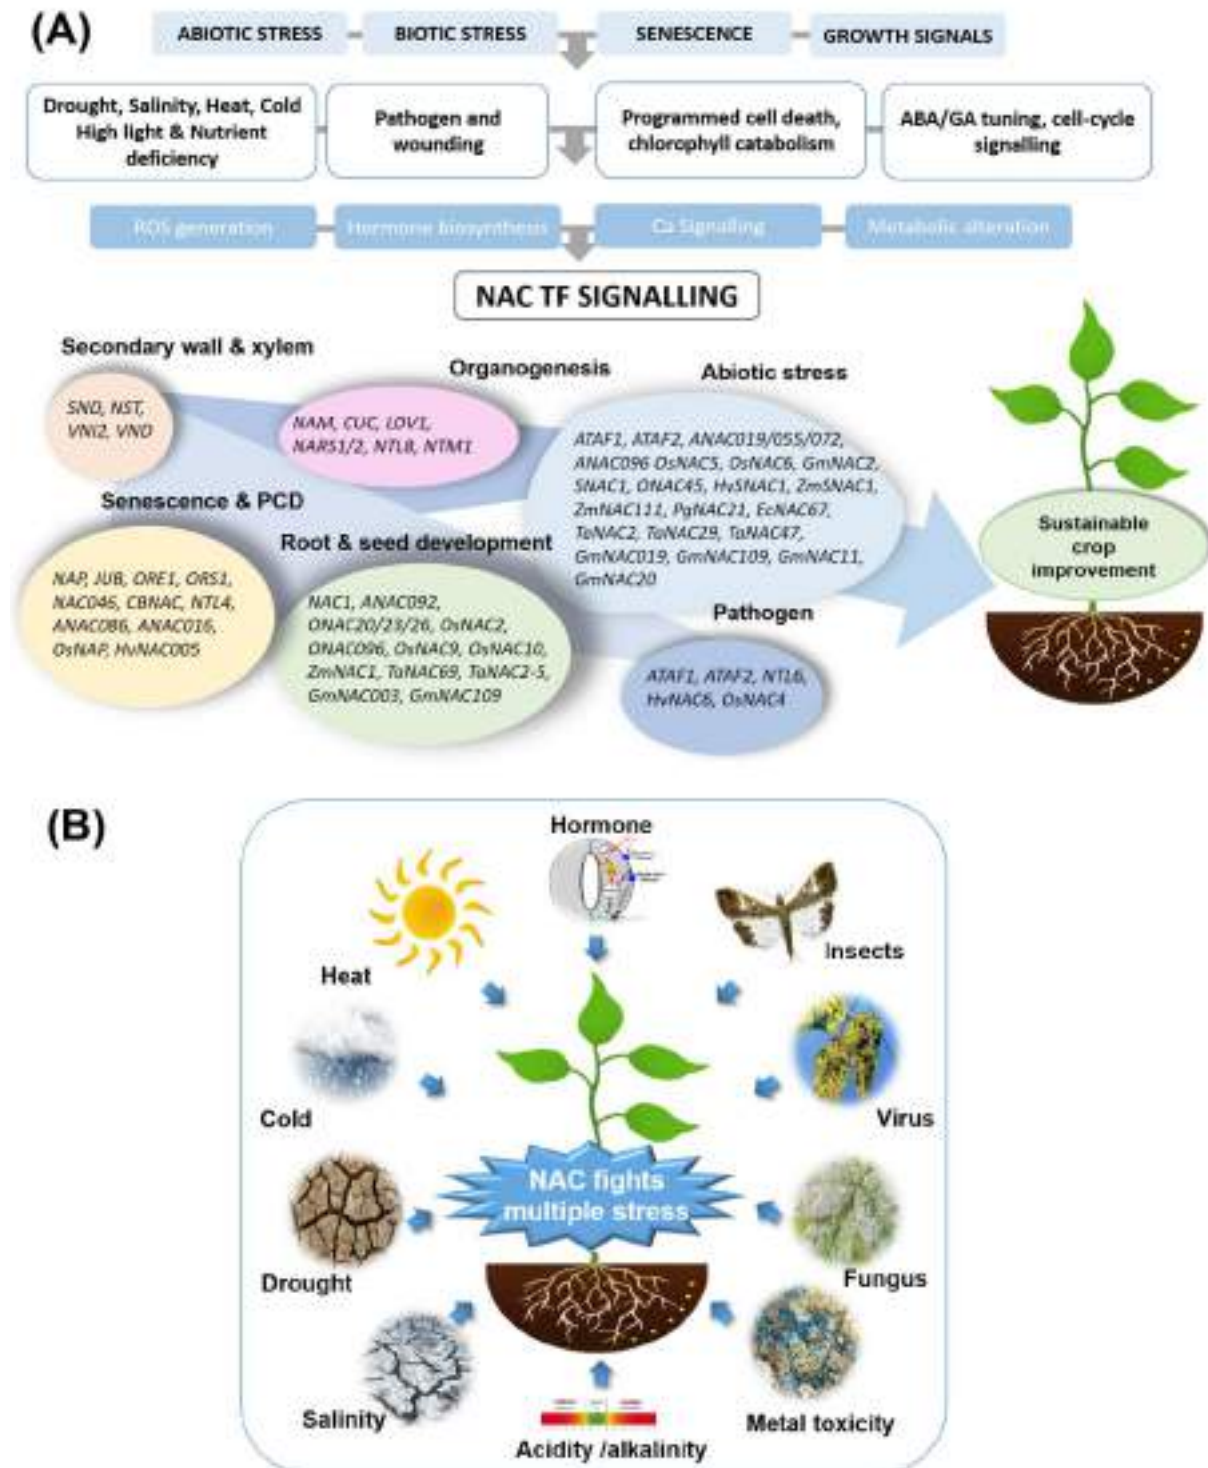 (A)
ABIOTIC STRESS
BIOTIC STRESS
SENESCENCE
GROWTH SIGNALS
Drought, Salinity, Heat, Cold
High light & Nutrient
deficiency
Pathogen and
wounding
Programmed cell death,
chlorophyll catabolism
ABA/GA tuning, cell-cycle
signalling
ROS generation
Hormone biosynthesis
Ca Signalling
Metabolic alteration
NAC TF SIGNALLING
Secondary wall & xylem
SND, NST,
VNI2, VND
Organogenesis
NAM, CUC, LOV1,
NARS1/2, NTL8, NTM1
Abiotic stress
ATAF1, ATAF2, ANAC019/055/072,
ANAC096 OsNAC5, OsNAC6, GmNAC2,
SNAC1, ONAC45, HvSNAC1, ZmSNAC1,
ZmNAC111, PgNAC21, EcNAC67,
TaNAC2, TaNAC29, TaNAC47,
GmNAC019, GmNAC109, GmNAC11,
GmNAC20
Senescence & PCD
NAP, JUB, ORE1, ORS1,
NAC046, CBNAC, NTL4,
ANAC086, ANAC016,
OsNAP, HvNAC005
Root & seed development
NAC1, ANAC092,
ONAC20/23/26, OsNAC2,
ONAC096, OsNAC9, OsNAC10,
ZmNAC1, TaNAC69, TaNAC2-5,
GmNAC003, GmNAC109
Pathogen
ATAF1, ATAF2, NTL6,
HvNAC6, OsNAC4
Sustainable
crop
improvement
(B)
Hormone
Heat
Insects
Cold
Virus
NAC fights
multiple stress
Drought
Fungus
Salinity
Metal toxicity
Acidity /alkalinity